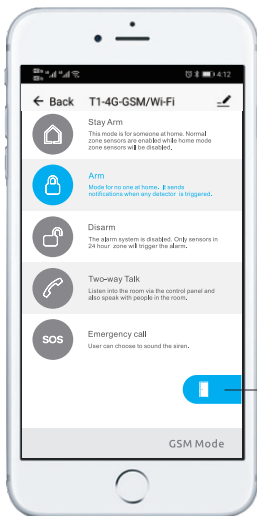 4:12
← Back T1-4G-GSM/Wi-Fi
Stay Arm
This mode is for someone at home. Normal
zone sensors are enabled while home mode
zone sensors will be disabled.
Arm
Mode for no one at home. It sends
notifications when any detector is triggered.
Disarm
The alarm system is disabled. Only sensors in
24 hour zone will trigger the alarm.
Two-way Talk
Listen into the room via the control panel and
also speak with people in the room.
SOS
Emergency call
User can choose to sound the siren.
GSM Mode